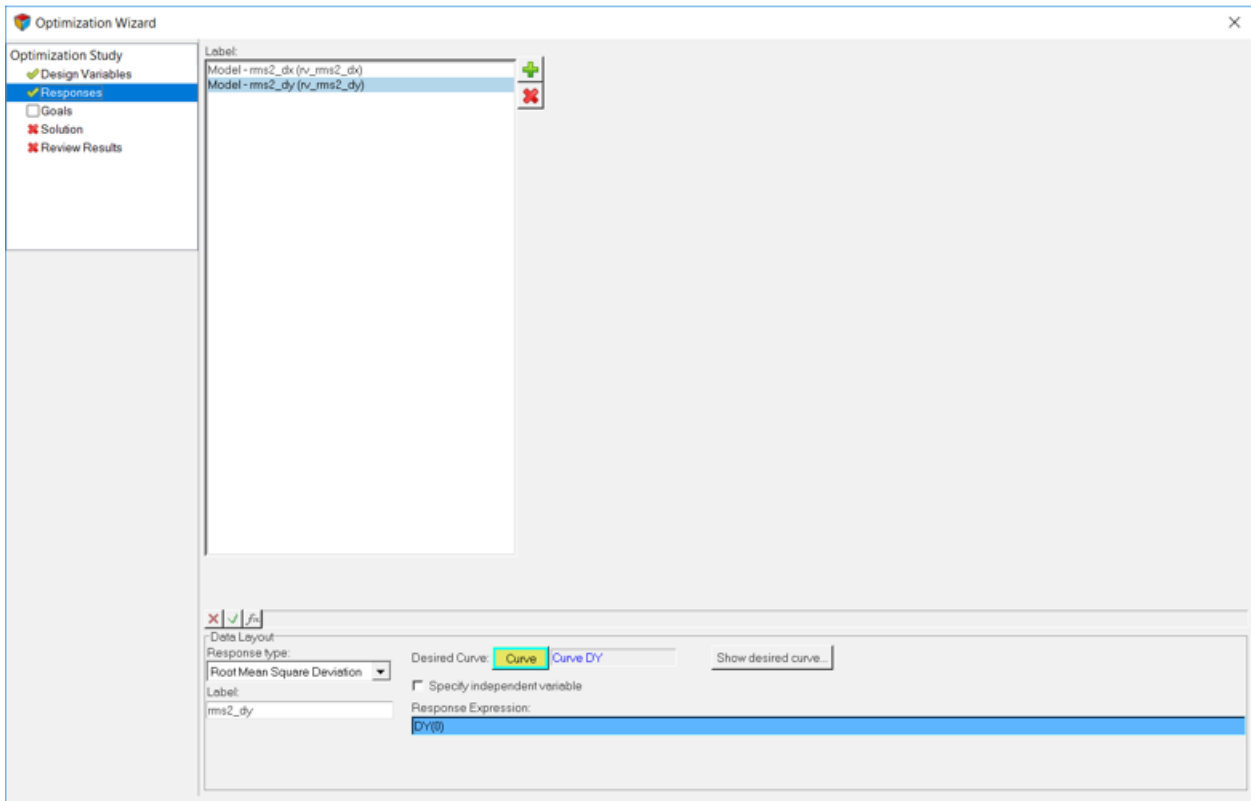 Optimization Wizard
Optimization Study
Design Variables
Responses
Goals
Solution
Review Results
Label:
Model - rms2_dx (rv_rms2_dx)
Model - rms2_dy (rv_rms2_dy)
Data Layout
Response type:
Root Mean Square Deviation
Label:
rms2_dy
Desired Curve: Curve Curve DY Show desired curve...
Specify independent variable
Response Expression:
DY(0)